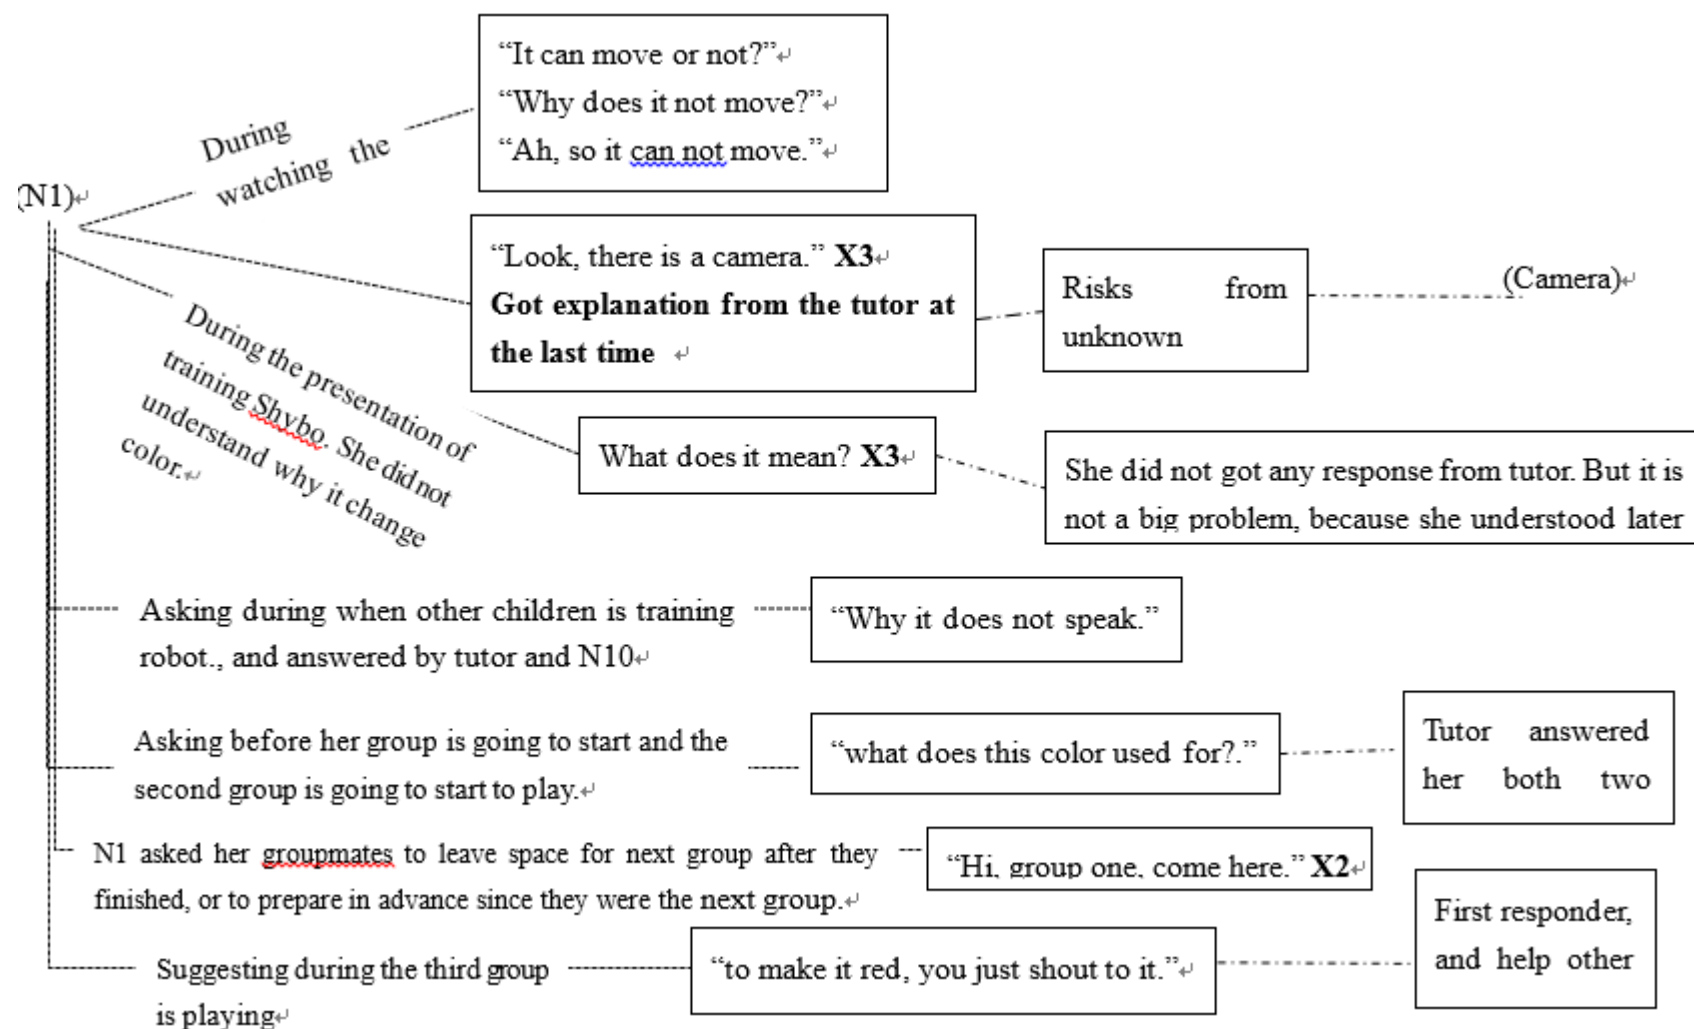 (N1)
During
watching the
“It can move or not?”
“Why does it not move?”
“Ah, so it can not move.”
“Look, there is a camera.” X3
Got explanation from the tutor at
the last time
Risks from
unknown
(Camera)
During the presentation of
training Shybo. She did not
understand why it change
color.
What does it mean? X3
She did not got any response from tutor. But it is
not a big problem, because she understood later
Asking during when other children is training
robot., and answered by tutor and N10
“Why it does not speak.”
Asking before her group is going to start and the
second group is going to start to play.
“what does this color used for?.”
Tutor answered
her both two
N1 asked her groupmates to leave space for next group after they
finished, or to prepare in advance since they were the next group.
“Hi, group one, come here.” X2
First responder,
and help other
Suggesting during the third group
is playing
“to make it red, you just shout to it.”